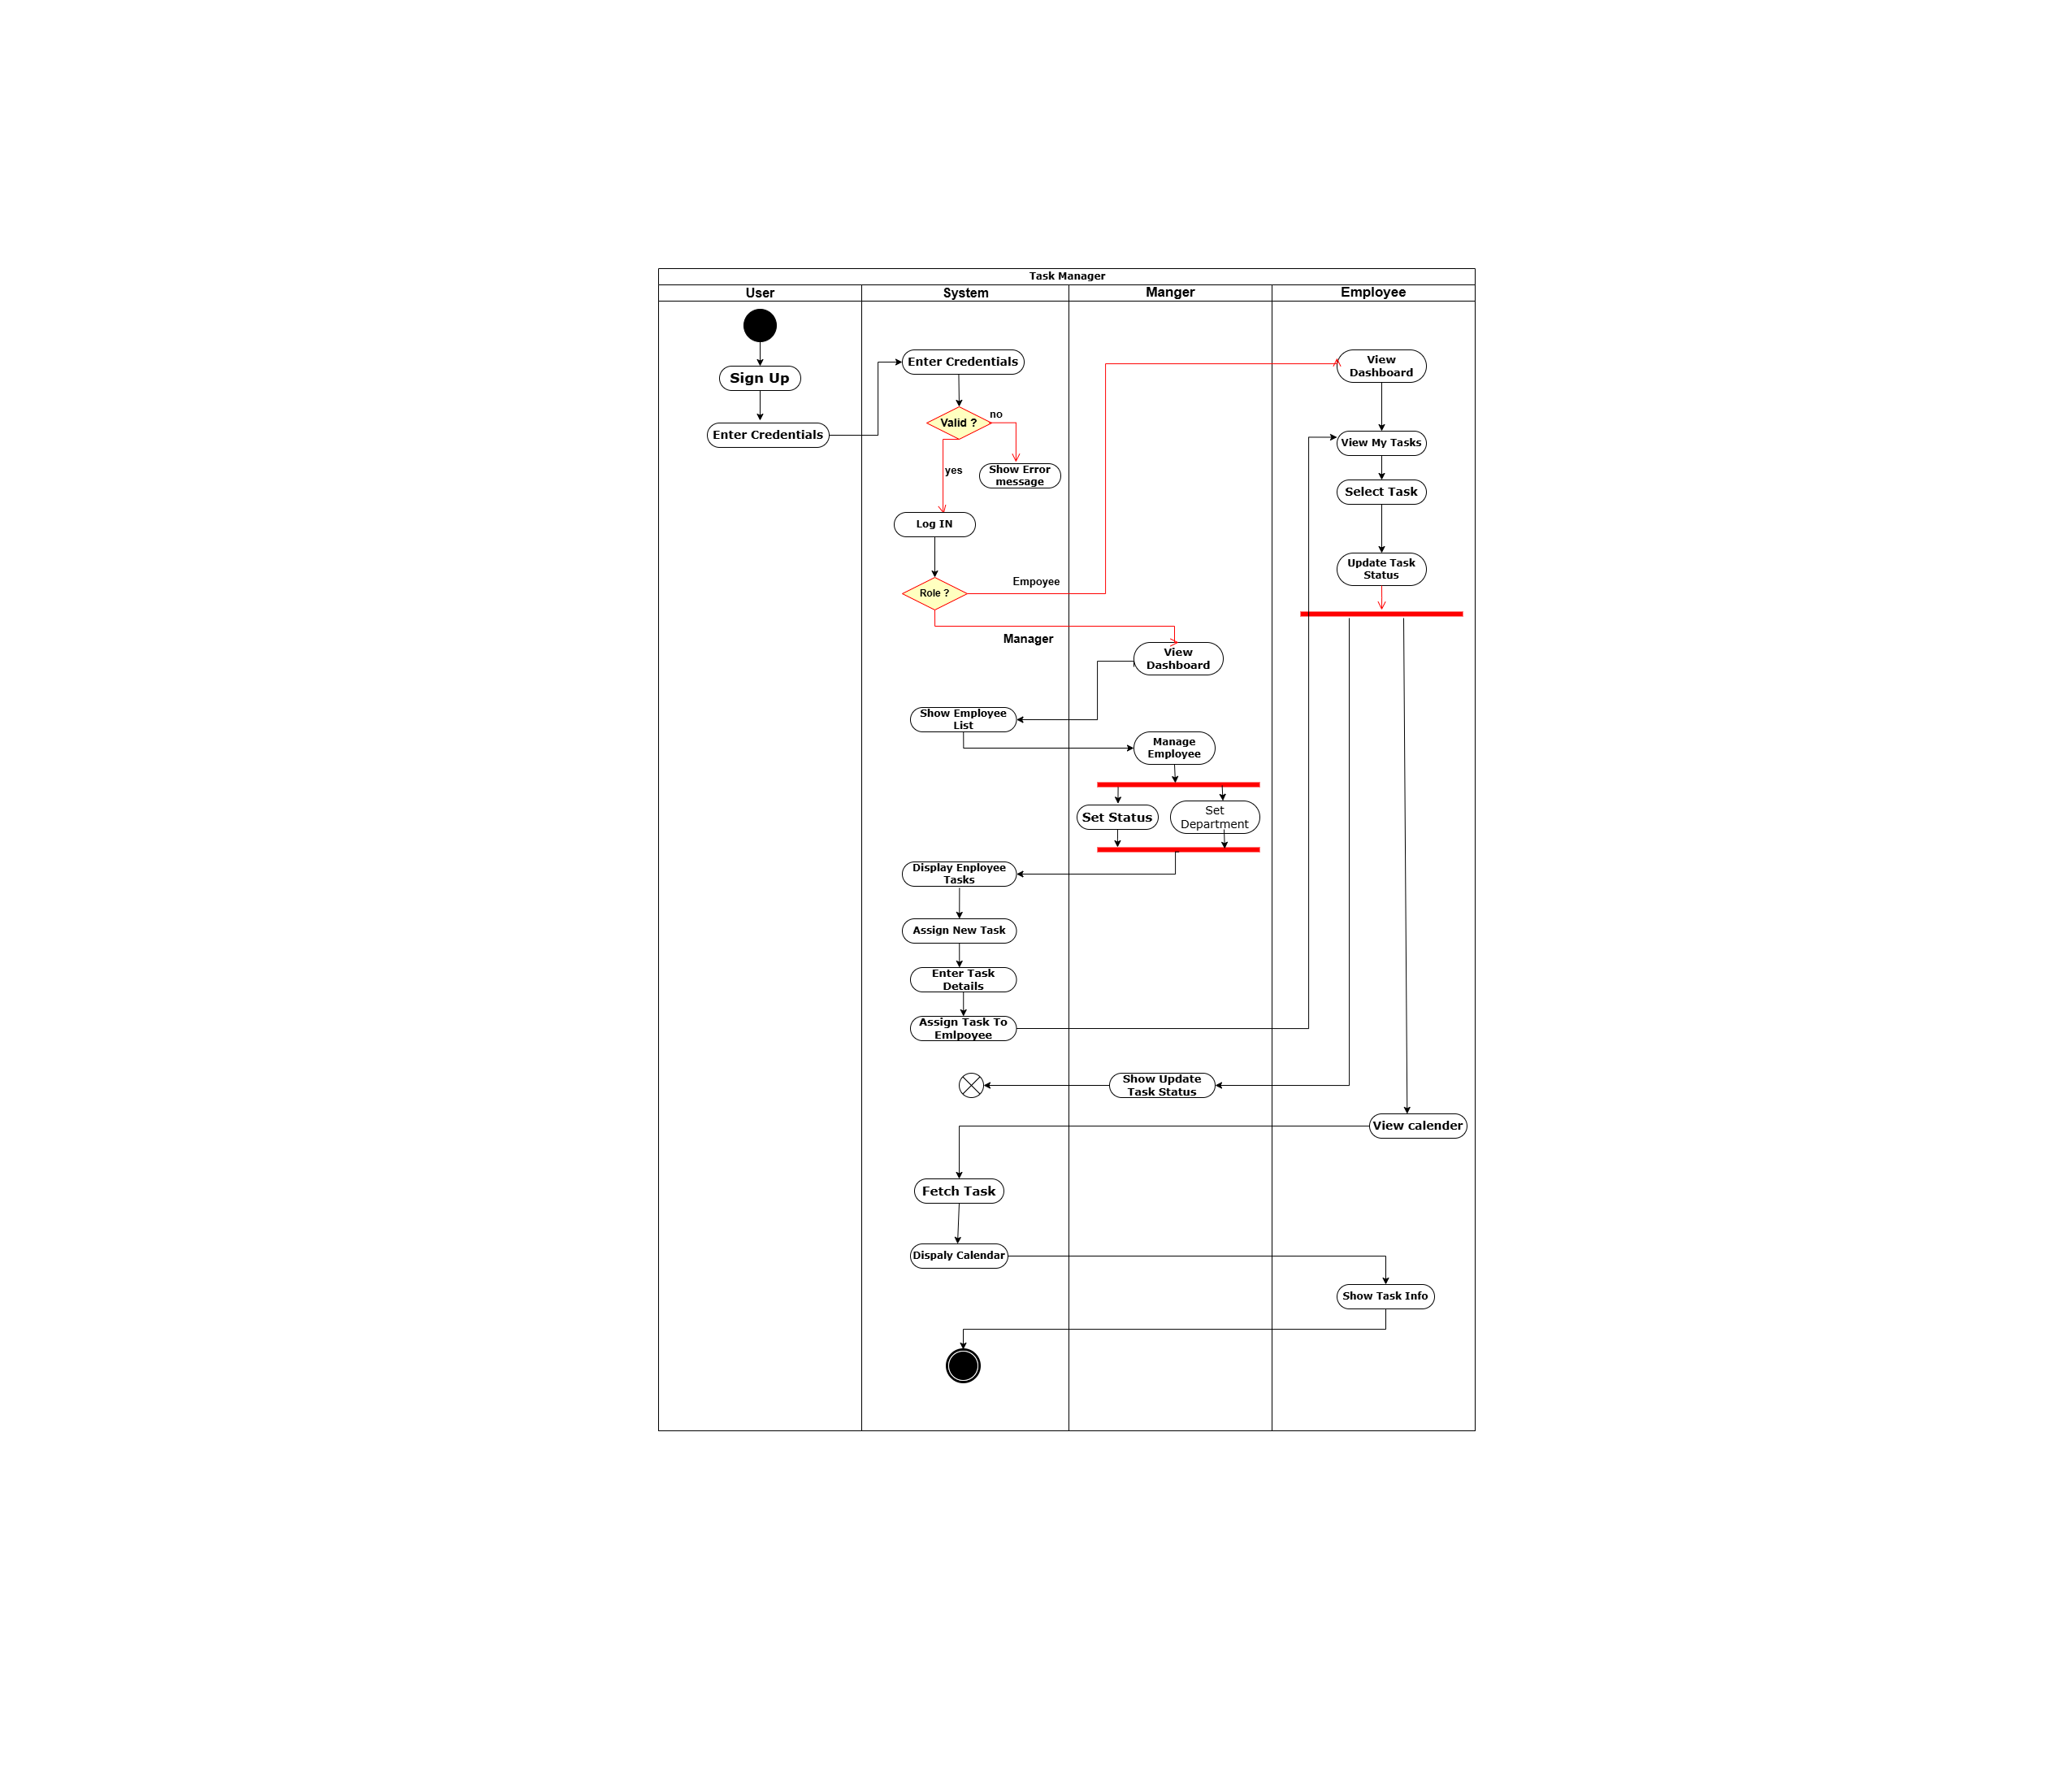 Task Manager
User
System
Manger
Employee
Sign Up
Enter Credentials
Enter Credentials
Valid ?
no
yes
Show Error
message
Log IN
Role ?
Empoyee
Manager
View
Dashboard
View My Tasks
Select Task
Update Task
Status
View
Dashboard
Show Employee
List
Manage
Employee
Set Status
Set
Department
Display Enployee
Tasks
Assign New Task
Enter Task
Details
Assign Task To
Emlpoyee
Show Update
Task Status
View calender
Fetch Task
Dispaly Calendar
Show Task Info